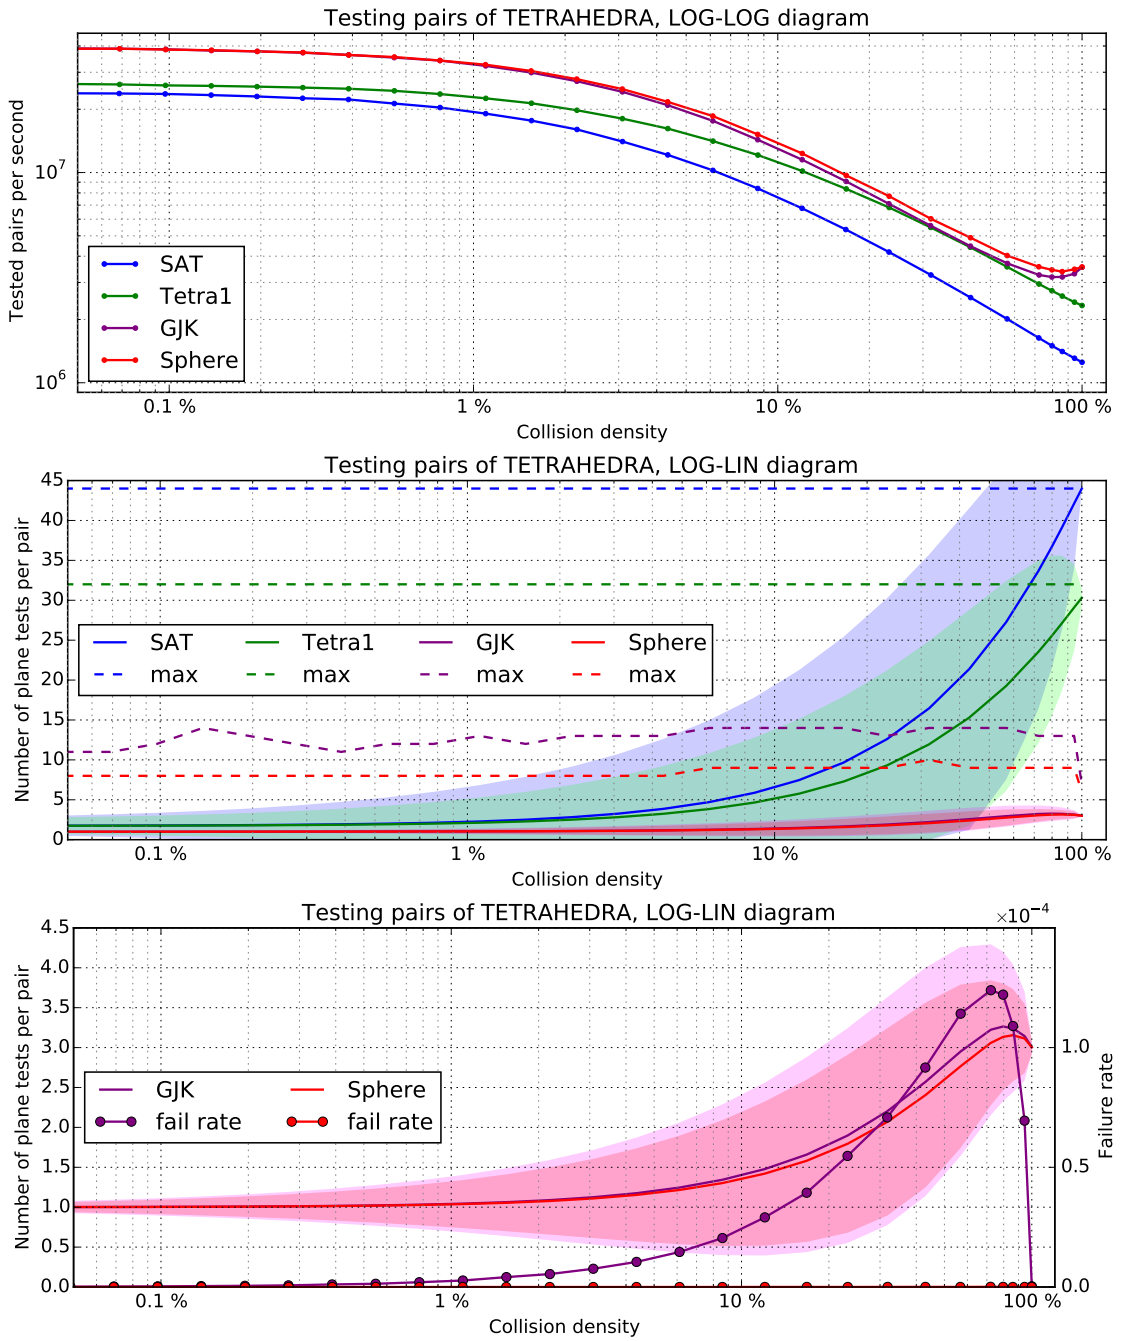 Testing pairs of TETRAHEDRA, LOG-LOG diagram
Tested pairs per second
10^7
10^6
SAT
Tetra1
GJK
Sphere
0.1 %
1 %
10 %
100 %
Collision density
Testing pairs of TETRAHEDRA, LOG-LIN diagram
Number of plane tests per pair
45
40
35
30
25
20
15
10
5
0
SAT
Tetra1
GJK
Sphere
max
max
max
max
0.1 %
1 %
10 %
100 %
Collision density
Testing pairs of TETRAHEDRA, LOG-LIN diagram
×10^-4
Number of plane tests per pair
4.5
4.0
3.5
3.0
2.5
2.0
1.5
1.0
0.5
0.0
GJK
Sphere
fail rate
fail rate
1.0
0.5
0.0
Failure rate
0.1 %
1 %
10 %
100 %
Collision density